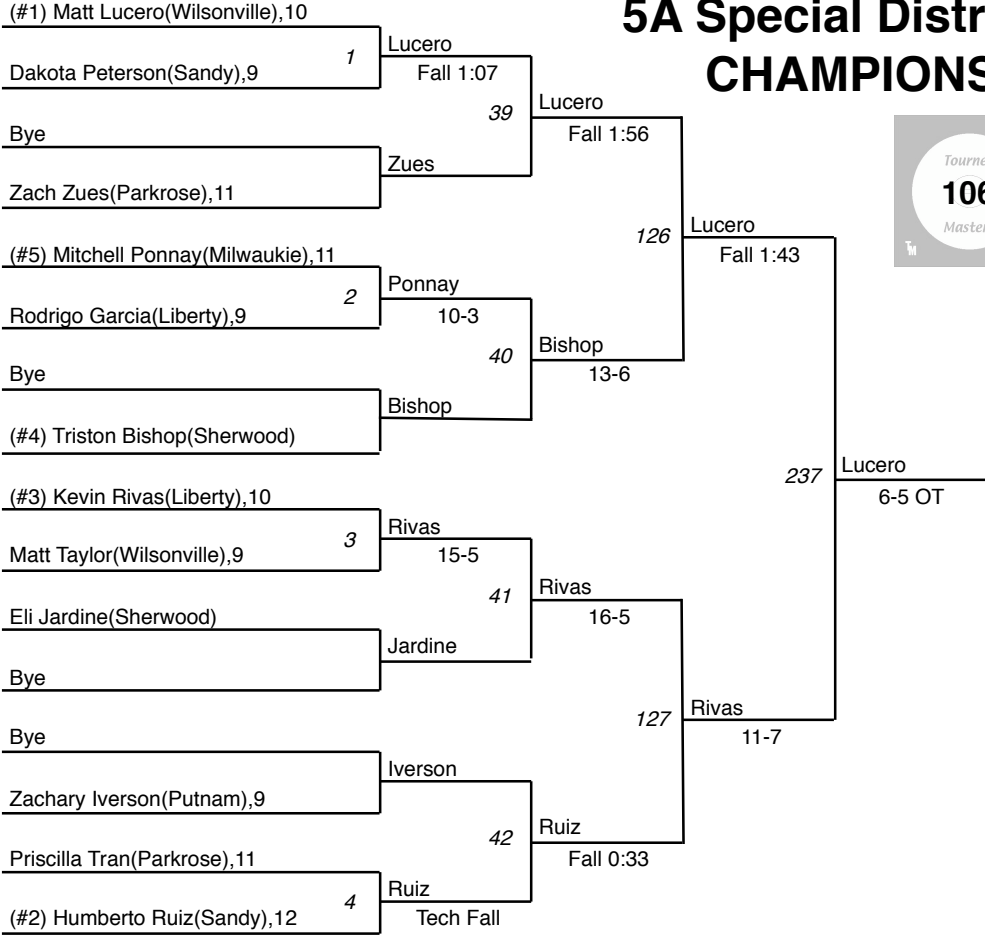 (#1) Matt Lucero(Wilsonville),10
5A Special Distr
CHAMPIONS
1
Lucero
Fall 1:07
Dakota Peterson(Sandy),9
39
Lucero
Fall 1:56
Bye
Zues
Zach Zues(Parkrose),11
Tourne
106
Master
TM
126
Lucero
Fall 1:43
(#5) Mitchell Ponnay(Milwaukie),11
2
Ponnay
10-3
Rodrigo Garcia(Liberty),9
40
Bishop
13-6
Bye
Bishop
(#4) Triston Bishop(Sherwood)
237
Lucero
6-5 OT
(#3) Kevin Rivas(Liberty),10
3
Rivas
15-5
Matt Taylor(Wilsonville),9
41
Rivas
16-5
Eli Jardine(Sherwood)
Jardine
Bye
127
Rivas
11-7
Bye
Iverson
Zachary Iverson(Putnam),9
42
Ruiz
Fall 0:33
Priscilla Tran(Parkrose),11
4
Ruiz
Tech Fall
(#2) Humberto Ruiz(Sandy),12